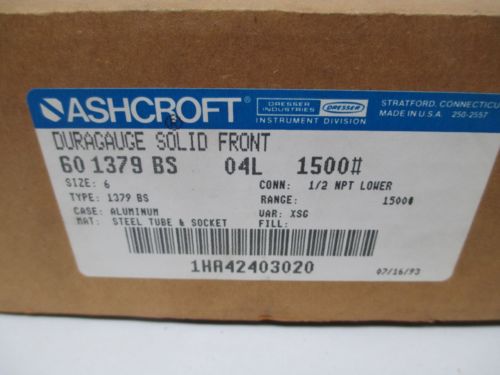 ASHCROFT®
DRESSER INDUSTRIES DRESSER
INSTRUMENT DIVISION
STRATFORD, CONNECTICU
MADE IN U.S.A. 250-2557
DURAGAUGE SOLID FRONT
60 1379 BS 04L 1500#
SIZE: 6 CONN: 1/2 NPT LOWER
TYPE: 1379 BS RANGE: 1500#
CASE: ALUMINUM VAR: XSG
MAT: STEEL TUBE & SOCKET FILL:
1HA42403020
07/16/93